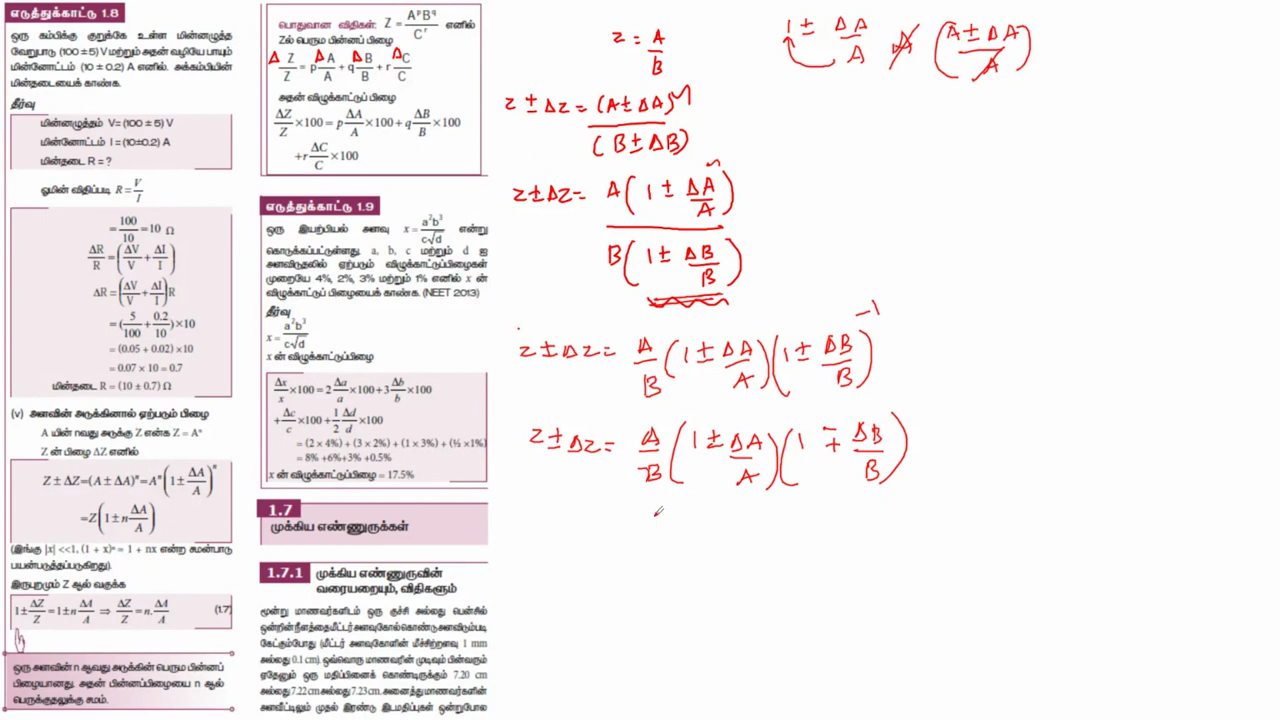 எடுத்துக்காட்டு 1.8
ஒரு கம்பிக்கு குறுக்கே உள்ள மின்னழுத்த
வேறுபாடு (100 ± 5) V மற்றும் அதன் வழியே பாயும்
மின்னோட்டம் (10 ± 0.2) A எனில். அக்கம்பியின்
மின்தடையைக் காண்க.
தீர்வு
மின்னழுத்தம் V= (100 ± 5) V
மின்னோட்டம் I = (10±0.2) A
மின்தடை R = ?
ஓமின் விதிப்படி R = V/I
= 100/10 = 10 Ω
ΔR/R = (ΔV/V + ΔI/I)
ΔR = (ΔV/V + ΔI/I) R
= (5/100 + 0.2/10) × 10
= (0.05 + 0.02) × 10
= 0.07 × 10 = 0.7
மின்தடை R = (10 ± 0.7) Ω
(v) அளவின் அடுக்கினால் ஏற்படும் பிழை
A யின் nவது அடுக்கு Z என்க Z = Aⁿ
Z ன் பிழை ΔZ எனில்
Z ± ΔZ = (A ± ΔA)ⁿ = Aⁿ (1 ± ΔA/A)ⁿ
= Z (1 ± n ΔA/A)
(இங்கு |x| <<1, (1 + x)ⁿ = 1 + nx என்ற சமன்பாடு
பயன்படுத்தப்படுகிறது).
இருபுறமும் Z ஆல் வகுக்க
1 ± ΔZ/Z = 1 ± n ΔA/A ⇒ ΔZ/Z = n. ΔA/A (1.7)
ஒரு அளவின் n ஆவது அடுக்கின் பெரும பின்னப்
பிழையானது. அதன் பின்னப்பிழையை n ஆல்
பெருக்குதலுக்கு சமம்.
பொதுவான விதிகள்: Z = AᵖB^q/Cʳ எனில்
Zல் பெரும பின்னப் பிழை
ΔZ/Z = p ΔA/A + q ΔB/B + r ΔC/C
அதன் விழுக்காட்டுப் பிழை
ΔZ/Z × 100 = p ΔA/A × 100 + q ΔB/B × 100
+ r ΔC/C × 100
எடுத்துக்காட்டு 1.9
ஒரு இயற்பியல் அளவு x = a²b³/c√d என்று
கொடுக்கப்பட்டுள்ளது. a, b, c மற்றும் d ஐ
அளவிடுதலில் ஏற்படும் விழுக்காட்டுப்பிழைகள்
முறையே 4%, 2%, 3% மற்றும் 1% எனில் x ன்
விழுக்காட்டுப் பிழையைக் காண்க. (NEET 2013)
தீர்வு
x = a²b³/c√d
x ன் விழுக்காட்டுப்பிழை
Δx/x × 100 = 2 Δa/a × 100 + 3 Δb/b × 100
+ Δc/c × 100 + 1/2 Δd/d × 100
= (2 × 4%) + (3 × 2%) + (1 × 3%) + (½ × 1%)
= 8% + 6% + 3% + 0.5%
x ன் விழுக்காட்டுப் பிழை = 17.5%
1.7
முக்கிய எண்ணுருக்கள்
1.7.1 முக்கிய எண்ணுருவின்
வரையறையும், விதிகளும்
மூன்று மாணவர்களிடம் ஒரு குச்சி அல்லது பென்சில்
ஒன்றின் நீளத்தை மீட்டர் அளவுகோல் கொண்டு அளவிடும்படி
கேட்கும்போது (மீட்டர் அளவுகோலின் மீச்சிற்றளவு 1 mm
அல்லது 0.1 cm). ஒவ்வொரு மாணவரின் முடிவும் பின்வரும்
ஏதேனும் ஒரு மதிப்பினைக் கொண்டிருக்கும் 7.20 cm
அல்லது 7.22 cm அல்லது 7.23 cm. அனைத்து மாணவர்களின்
அளவீட்டிலும் முதல் இரண்டு இடமதிப்புகள் ஒன்றுபோல
z = A/B
z ± Δz = (A ± ΔA)/(B ± ΔB)
z ± Δz = A(1 ± ΔA/A)/B(1 ± ΔB/B)
z ± Δz = A/B (1 ± ΔA/A)(1 ± ΔB/B)⁻¹
z ± Δz = A/B (1 ± ΔA/A)(1 ∓ ΔB/B)
1 ± ΔA/A A (A ± ΔA/A)